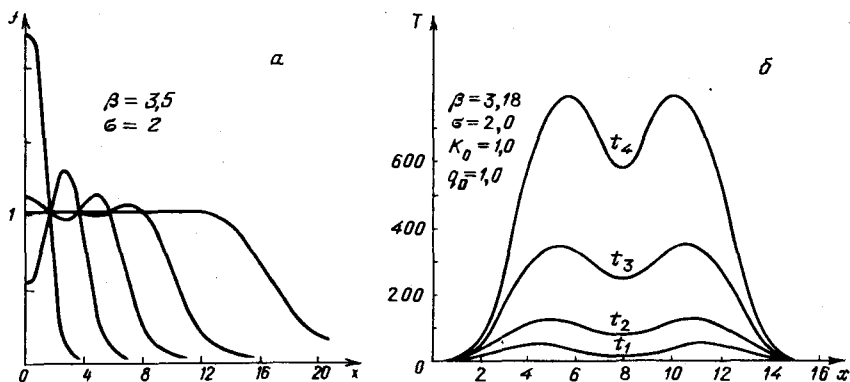 f
а
β = 3,5
σ = 2
1
0 4 8 12 16 20 x
T
б
β = 3,18
σ = 2,0
K₀ = 1,0
q₀ = 1,0
600
400
200
0
t₄
t₃
t₂
t₁
2 4 6 8 10 12 14 16 x